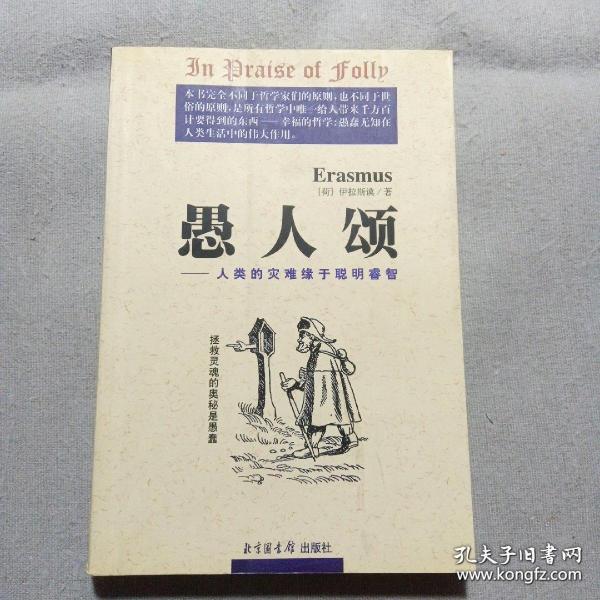 In Praise of Folly
本书完全不同于哲学家们的原则，也不同于世
俗的原则，是所有哲学中唯一给人带来千方百
计要得到的东西——幸福的哲学：愚蠢无知在
人类生活中的伟大作用。
Erasmus
〔荷〕伊拉斯谟／著
愚人颂
——人类的灾难缘于聪明睿智
拯救灵魂的奥秘是愚蠢
北京图书馆出版社
孔夫子旧书网
www.kongfz.com